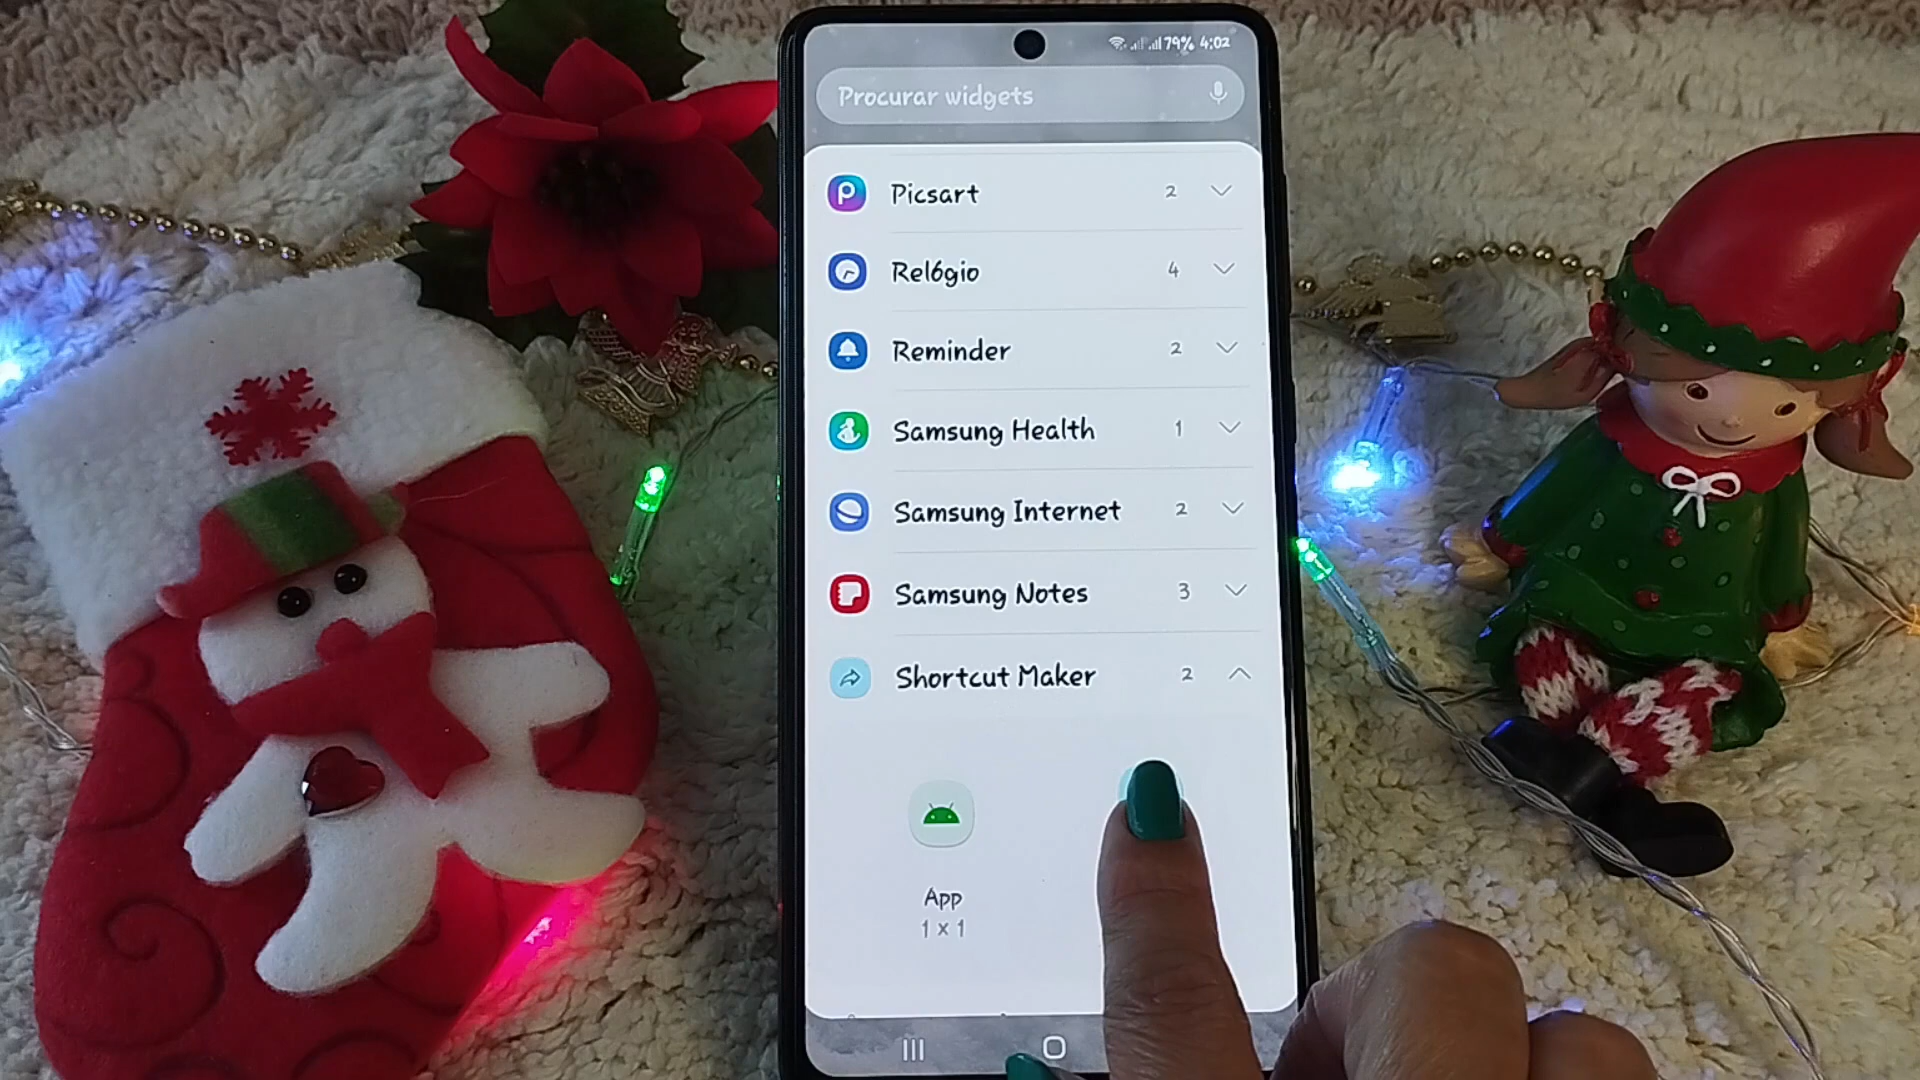 79% 4:02
Procurar widgets
Picsart 2
Relógio 4
Reminder 2
Samsung Health 1
Samsung Internet 2
Samsung Notes 3
Shortcut Maker 2
App
1 x 1